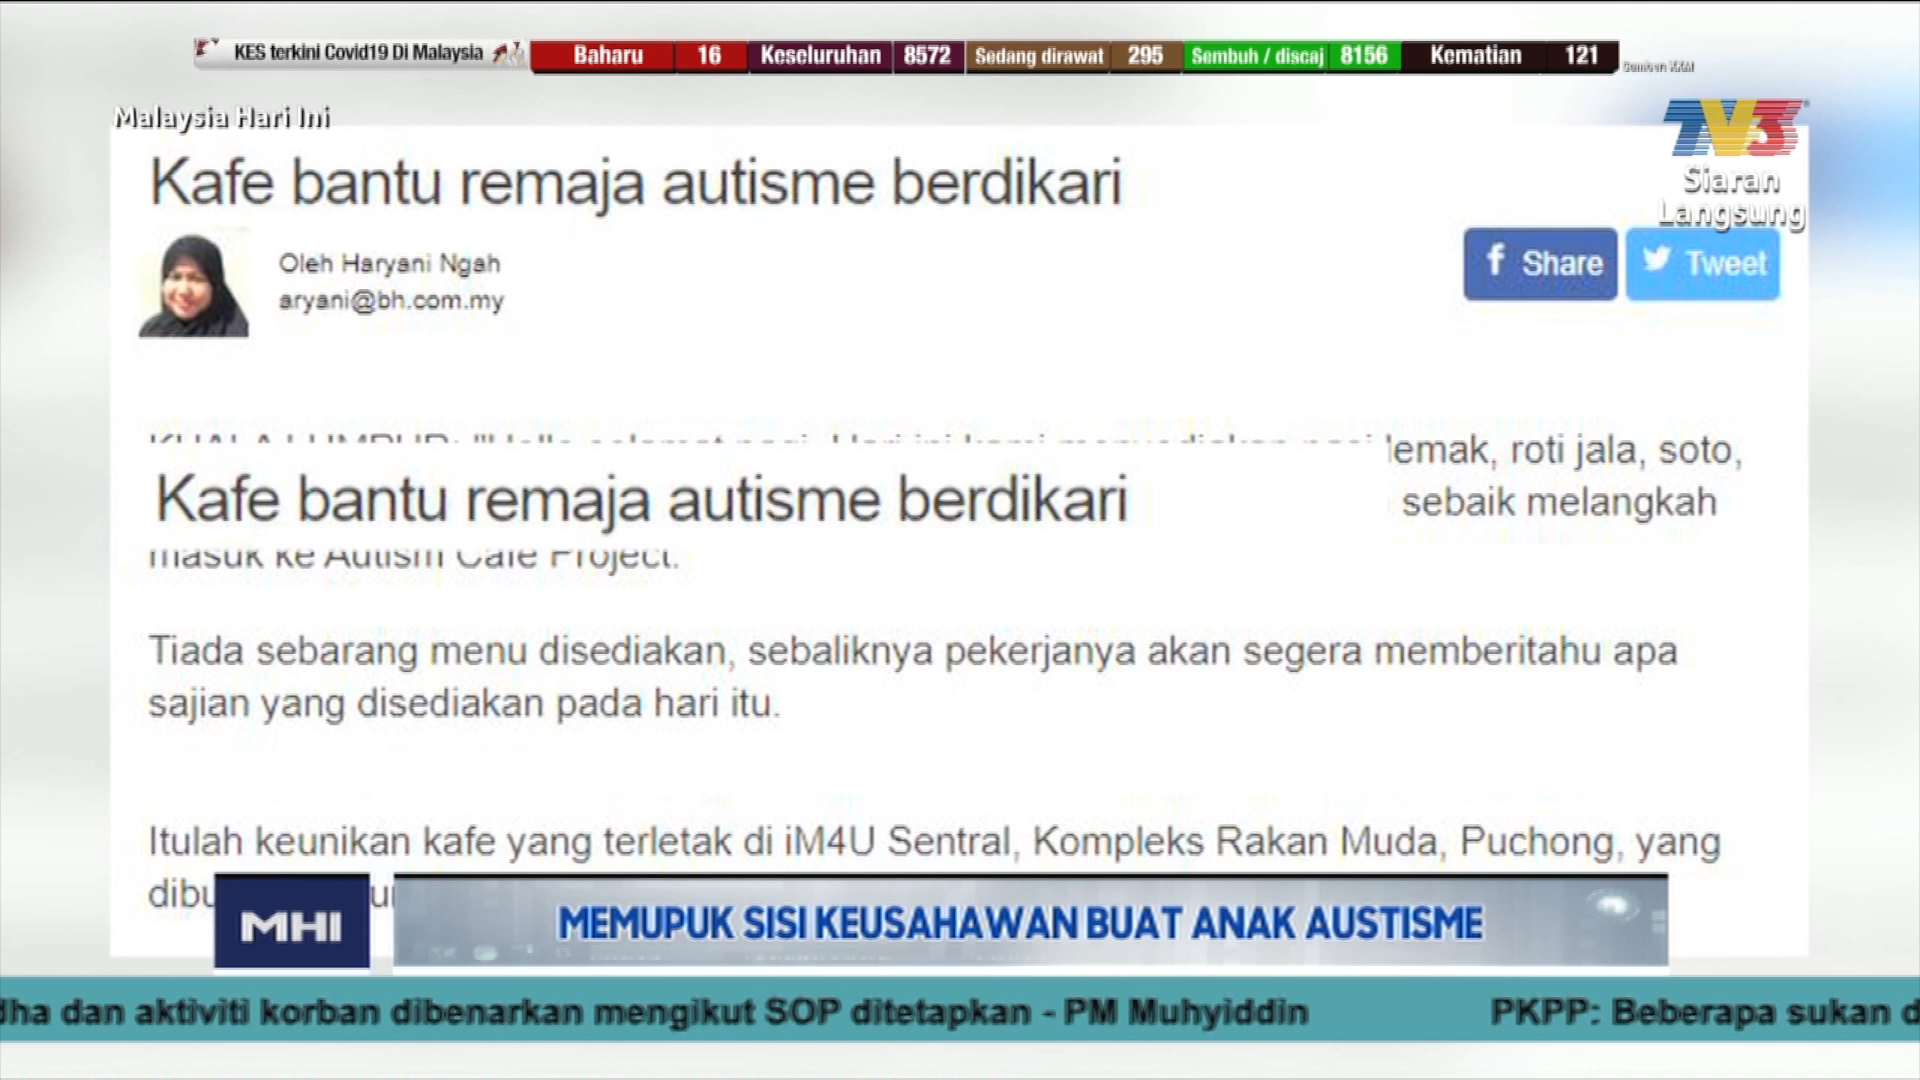 KES terkini Covid19 Di Malaysia Baharu 16 Keseluruhan 8572 Sedang dirawat 295 Sembuh / discaj 8156 Kematian 121
Sumber: KKM
Malaysia Hari Ini
TV3
Siaran
Langsung
Kafe bantu remaja autisme berdikari
Oleh Haryani Ngah
aryani@bh.com.my
f Share Tweet
lemak, roti jala, soto,
Kafe bantu remaja autisme berdikari
sebaik melangkah
masuk ke Autism Cafe Project.
Tiada sebarang menu disediakan, sebaliknya pekerjanya akan segera memberitahu apa
sajian yang disediakan pada hari itu.
Itulah keunikan kafe yang terletak di iM4U Sentral, Kompleks Rakan Muda, Puchong, yang
MHI
MEMUPUK SISI KEUSAHAWAN BUAT ANAK AUSTISME
dha dan aktiviti korban dibenarkan mengikut SOP ditetapkan - PM Muhyiddin PKPP: Beberapa sukan d